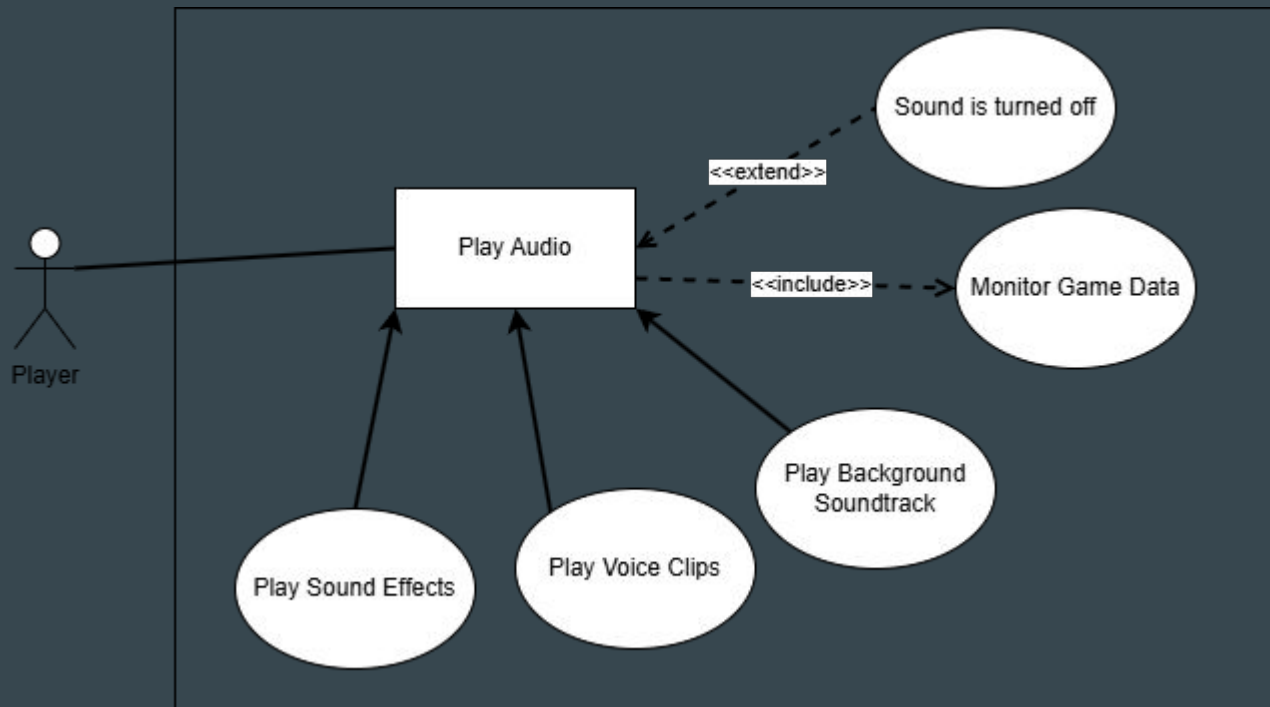 Sound is turned off
<<extend>>
Play Audio
<<include>>
Monitor Game Data
Player
Play Background
Soundtrack
Play Voice Clips
Play Sound Effects